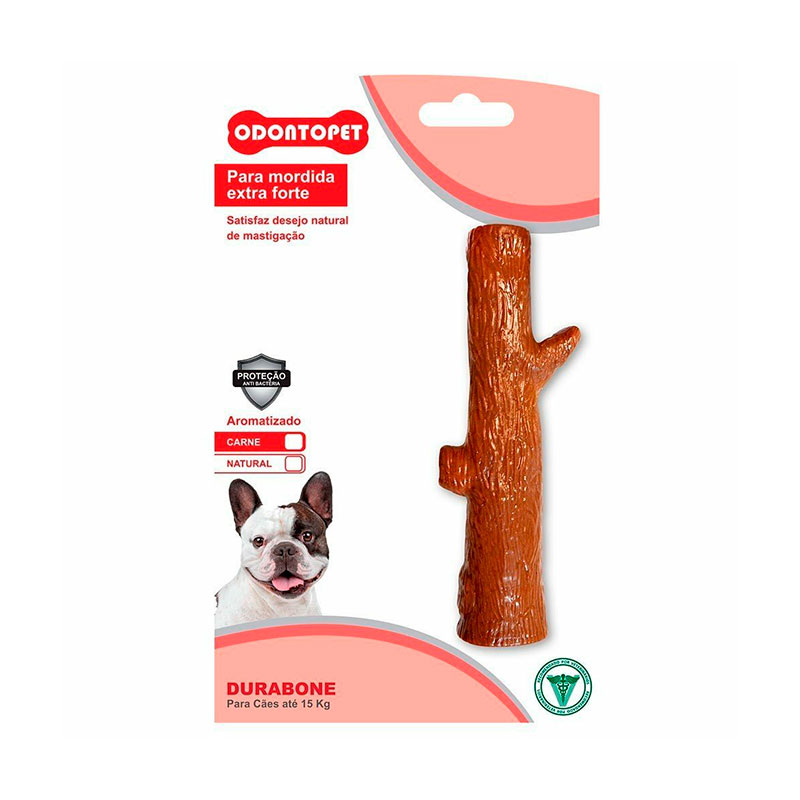 ODONTOPET
Para mordida
extra forte
Satisfaz desejo natural
de mastigação
PROTEÇÃO
ANTI BACTÉRIA
Aromatizado
CARNE
NATURAL
DURABONE
Para Cães até 15 Kg